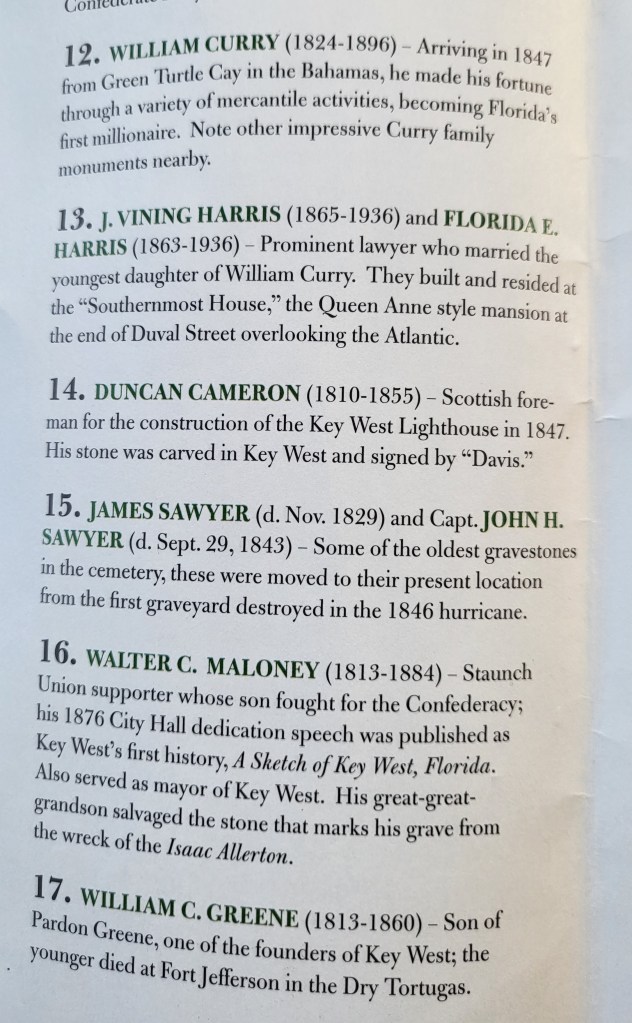 12. WILLIAM CURRY (1824-1896) – Arriving in 1847
from Green Turtle Cay in the Bahamas, he made his fortune
through a variety of mercantile activities, becoming Florida's
first millionaire. Note other impressive Curry family
monuments nearby.
13. J. VINING HARRIS (1865-1936) and FLORIDA E.
HARRIS (1863-1936) – Prominent lawyer who married the
youngest daughter of William Curry. They built and resided at
the “Southernmost House,” the Queen Anne style mansion at
the end of Duval Street overlooking the Atlantic.
14. DUNCAN CAMERON (1810-1855) – Scottish fore-
man for the construction of the Key West Lighthouse in 1847.
His stone was carved in Key West and signed by “Davis.”
15. JAMES SAWYER (d. Nov. 1829) and Capt. JOHN H.
SAWYER (d. Sept. 29, 1843) – Some of the oldest gravestones
in the cemetery, these were moved to their present location
from the first graveyard destroyed in the 1846 hurricane.
16. WALTER C. MALONEY (1813-1884) – Staunch
Union supporter whose son fought for the Confederacy;
his 1876 City Hall dedication speech was published as
Key West's first history, A Sketch of Key West, Florida.
Also served as mayor of Key West. His great-great-
grandson salvaged the stone that marks his grave from
the wreck of the Isaac Allerton.
17. WILLIAM C. GREENE (1813-1860) – Son of
Pardon Greene, one of the founders of Key West; the
younger died at Fort Jefferson in the Dry Tortugas.